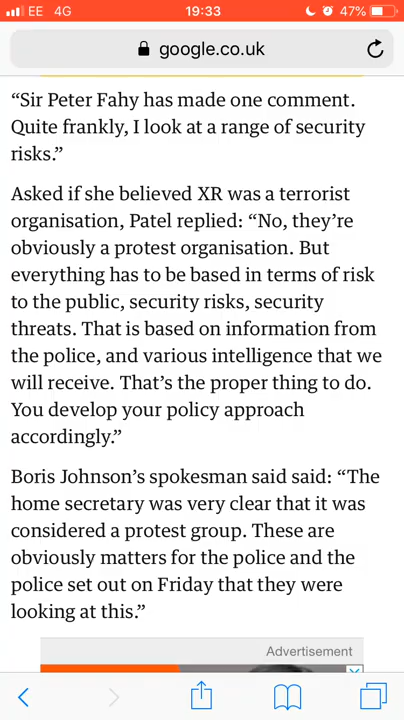 EE 4G 19:33 47%
google.co.uk
“Sir Peter Fahy has made one comment.
Quite frankly, I look at a range of security
risks.”
Asked if she believed XR was a terrorist
organisation, Patel replied: “No, they’re
obviously a protest organisation. But
everything has to be based in terms of risk
to the public, security risks, security
threats. That is based on information from
the police, and various intelligence that we
will receive. That’s the proper thing to do.
You develop your policy approach
accordingly.”
Boris Johnson’s spokesman said said: “The
home secretary was very clear that it was
considered a protest group. These are
obviously matters for the police and the
police set out on Friday that they were
looking at this.”
Advertisement